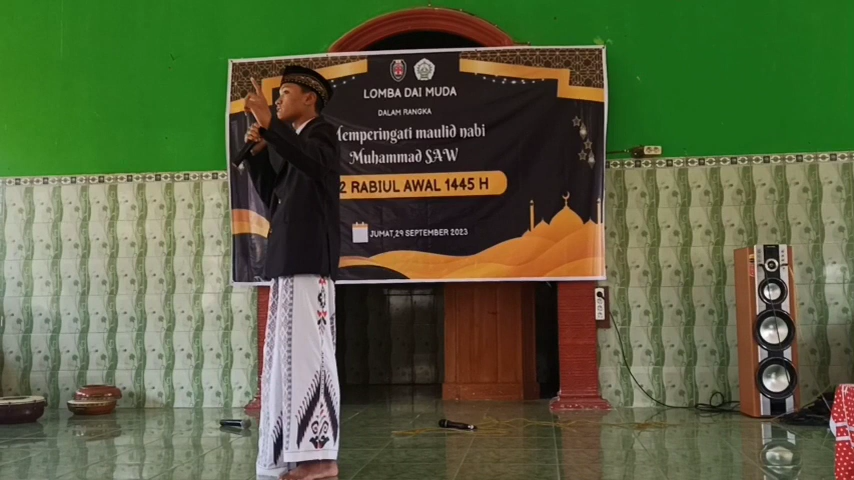 LOMBA DAI MUDA
DALAM RANGKA
Memperingati maulid nabi
Muhammad SAW
2 RABIUL AWAL 1445 H
JUMAT,29 SEPTEMBER 2023